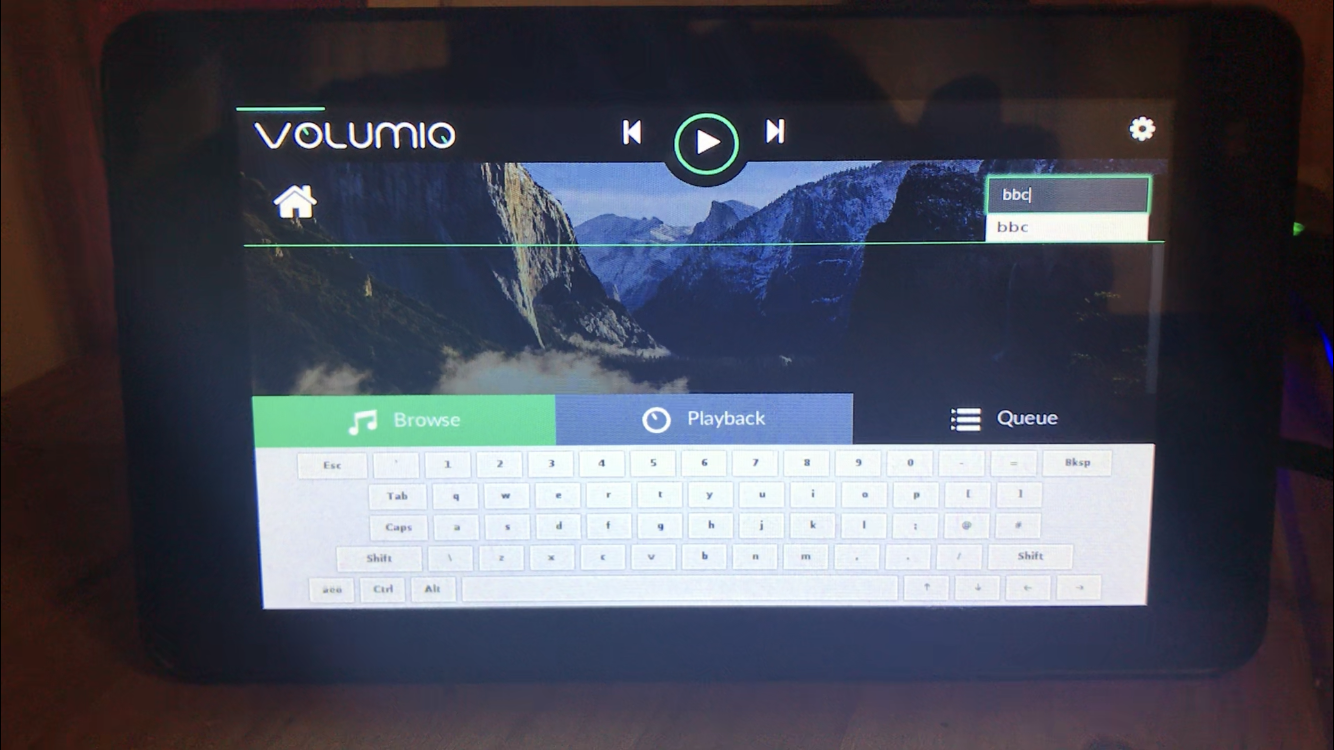 VOLUMIO
bbc
bbc
Browse Playback Queue
Esc ' 1 2 3 4 5 6 7 8 9 0 - = Bksp
Tab q w e r t y u i o p [ ]
Caps a s d f g h j k l ; @ #
Shift \ z x c v b n m , . / Shift
äëö Ctrl Alt ↑ ↓ ← →